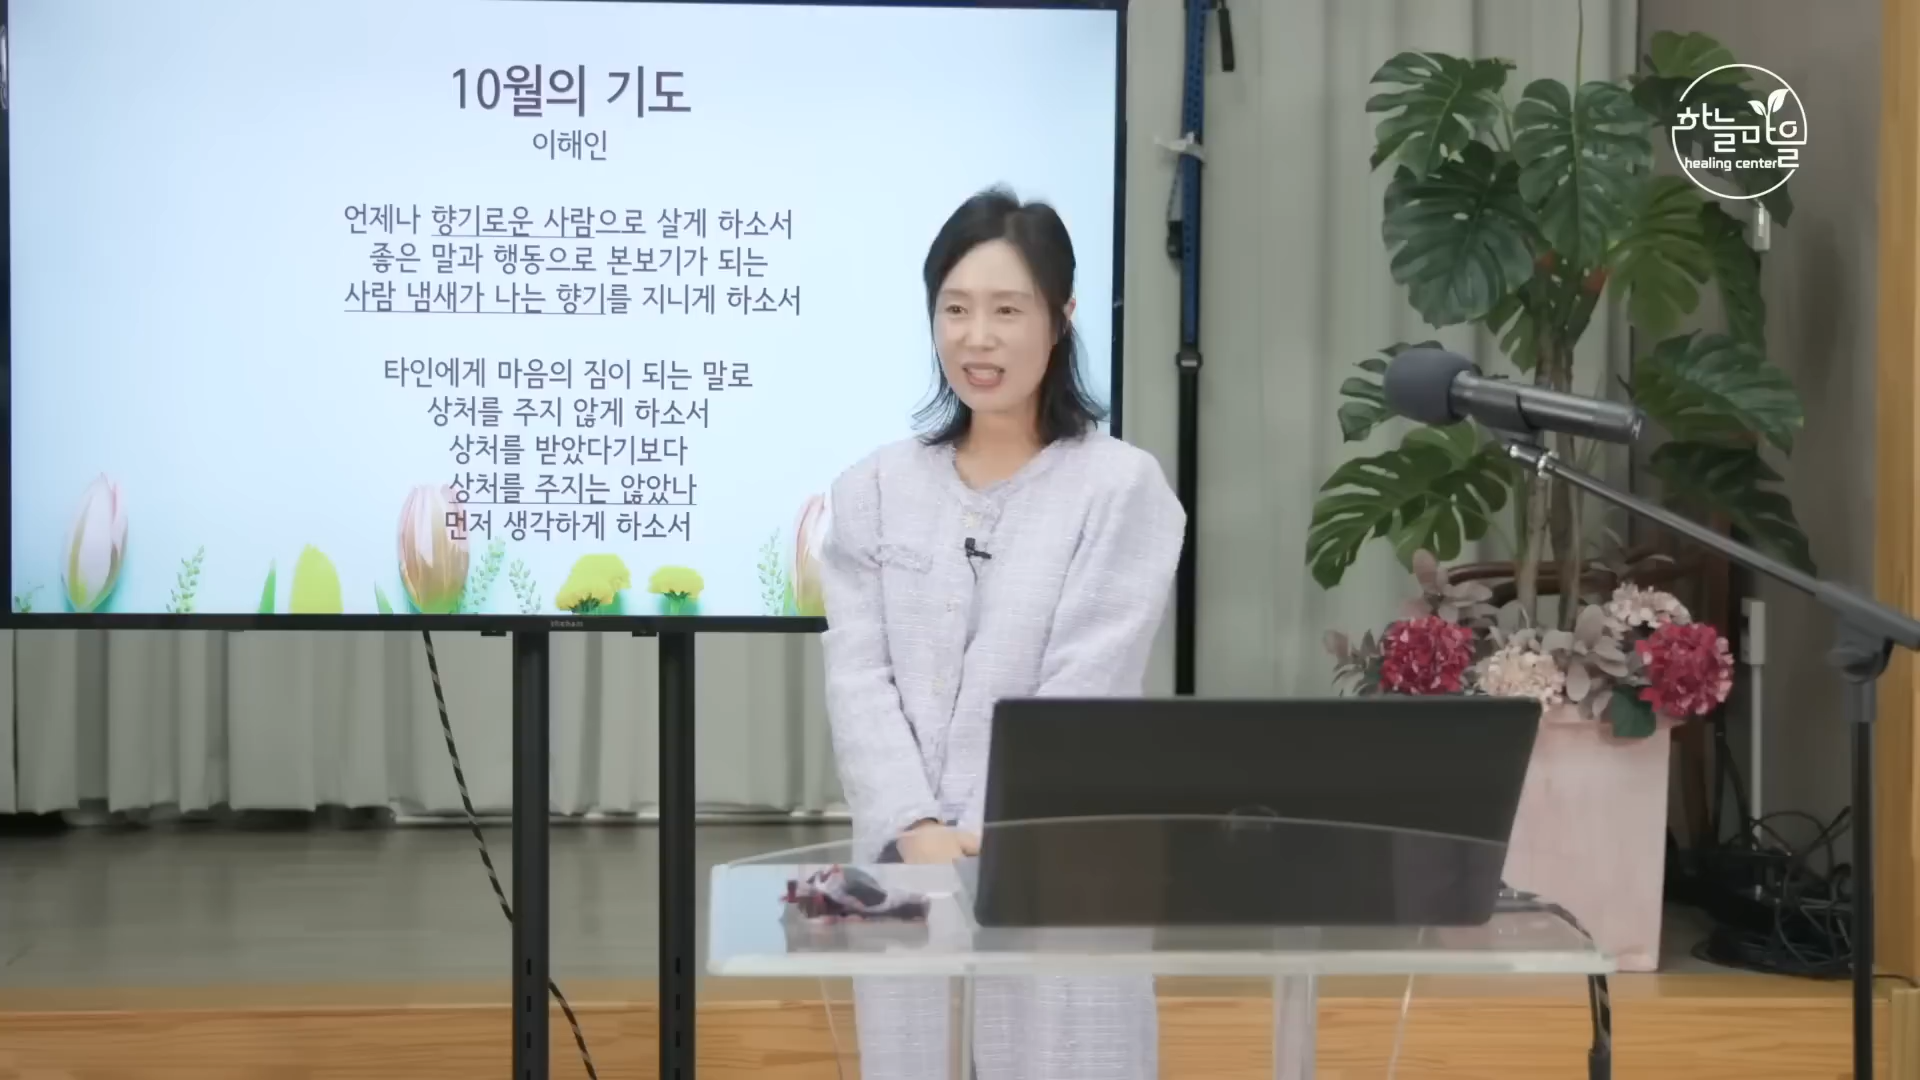 10월의 기도
이해인
언제나 향기로운 사람으로 살게 하소서
좋은 말과 행동으로 본보기가 되는
사람 냄새가 나는 향기를 지니게 하소서
타인에게 마음의 짐이 되는 말로
상처를 주지 않게 하소서
상처를 받았다기보다
상처를 주지는 않았나
먼저 생각하게 하소서
하늘마을
healing center